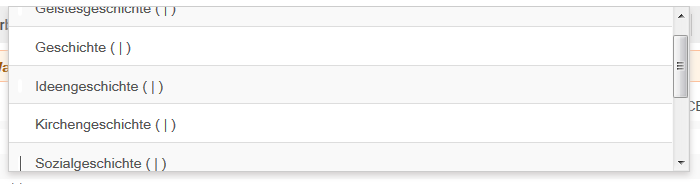 Geistesgeschichte ( | )
Geschichte ( | )
Ideengeschichte ( | )
Kirchengeschichte ( | )
Sozialgeschichte ( | )